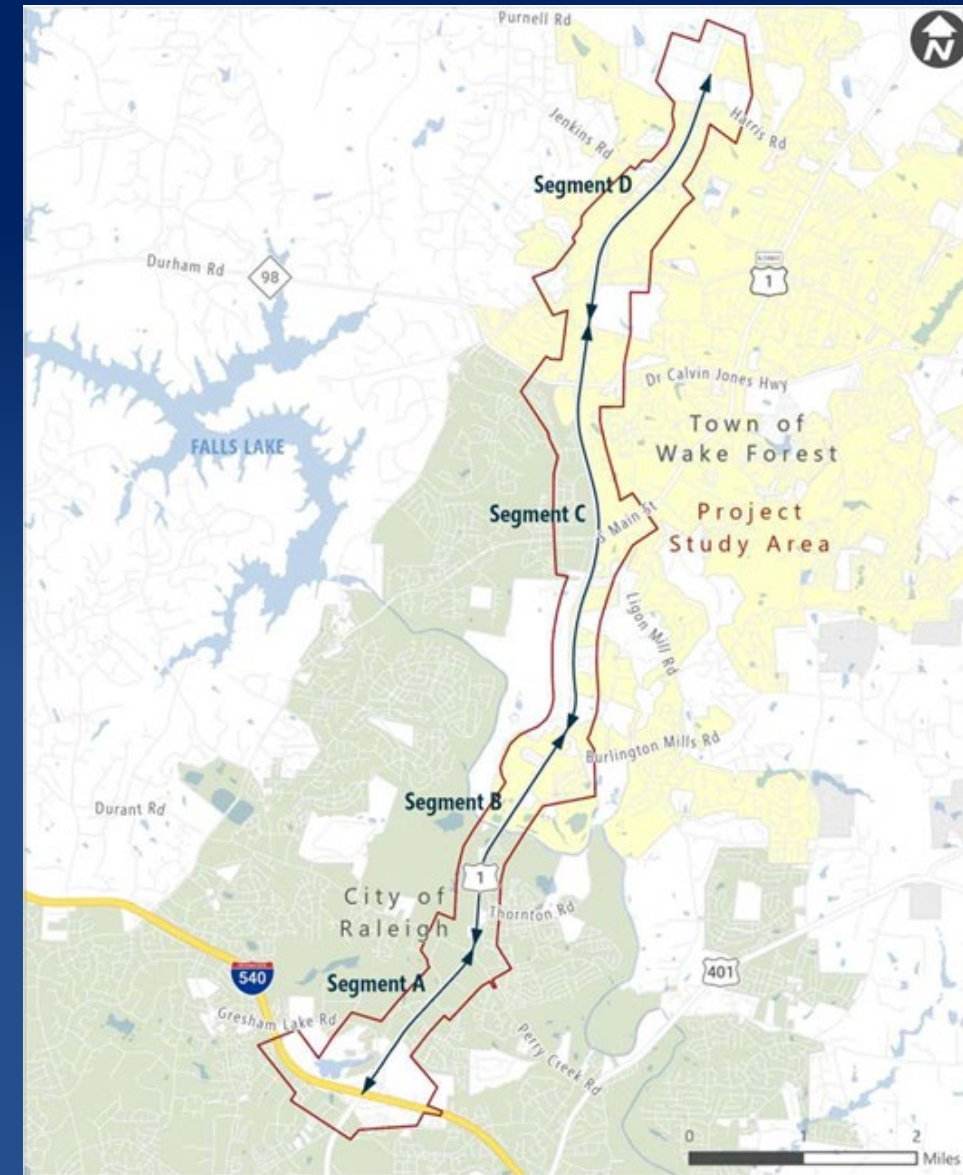 Purnell Rd
N
Jenkins Rd
Harris Rd
Segment D
Durham Rd
98
1
Dr Calvin Jones Hwy
Town of
Wake Forest
FALLS LAKE
Segment C
S Main St
Project
Study Area
Ligon Mill Rd
Burlington Mills Rd
Segment B
Durant Rd
1
City of
Raleigh
Thornton Rd
401
540
Segment A
Gresham Lake Rd
Perry Creek Rd
0 1 2
Miles